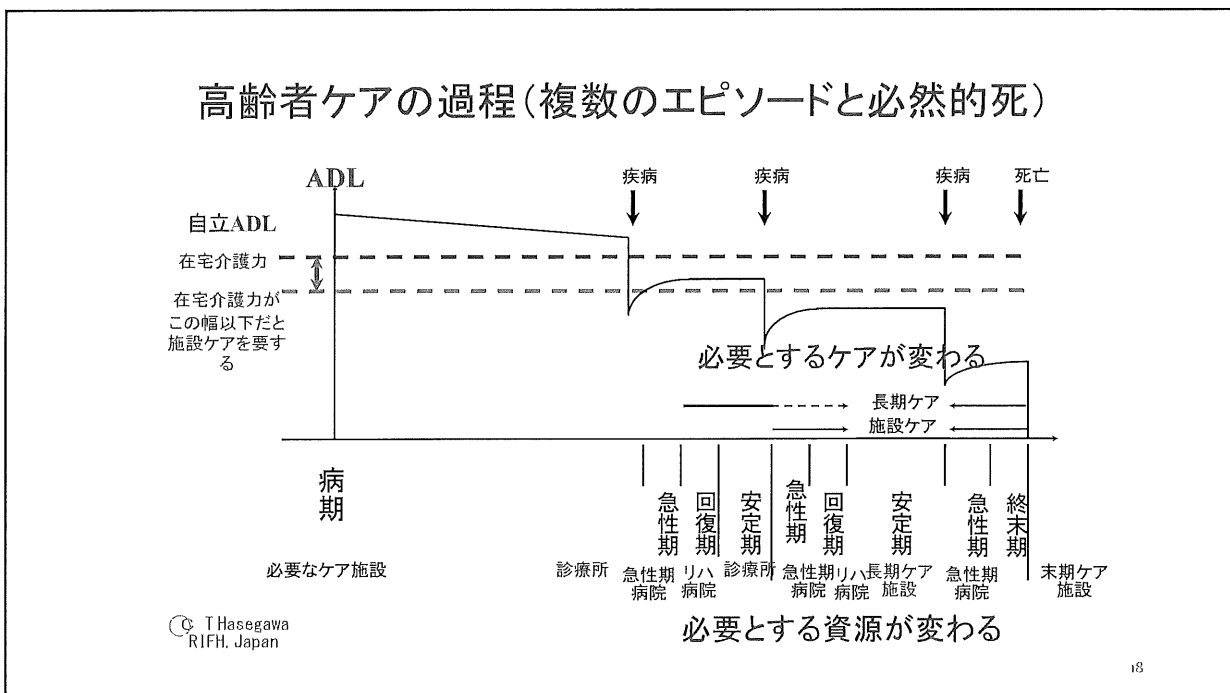 高齢者ケアの過程(複数のエピソードと必然的死)
ADL
疾病
疾病
疾病
死亡
自立ADL
在宅介護力
在宅介護力が
この幅以下だと
施設ケアを要す
る
必要とするケアが変わる
長期ケア
施設ケア
病期
急性期
回復期
安定期
急性期
回復期
安定期
急性期
終末期
必要なケア施設
診療所
急性期
病院
リハ
病院
診療所
急性期
病院
リハ
病院
長期ケア
施設
急性期
病院
末期ケア
施設
T Hasegawa
RIFH, Japan
必要とする資源が変わる
18